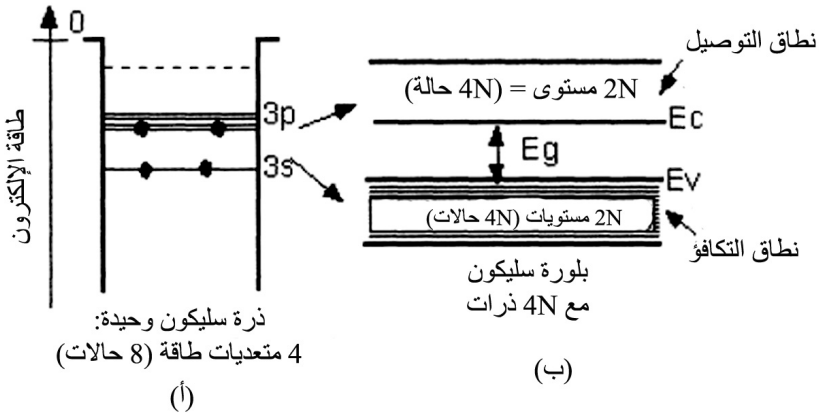 0
طاقة الإلكترون
3p
3s
ذرة سليكون وحيدة:
4 متعديات طاقة (8 حالات)
(أ)
نطاق التوصيل
2N مستوى = (4N حالة)
Ec
Eg
Ev
2N مستويات (4N حالات)
نطاق التكافؤ
بلورة سليكون
مع 4N ذرات
(ب)